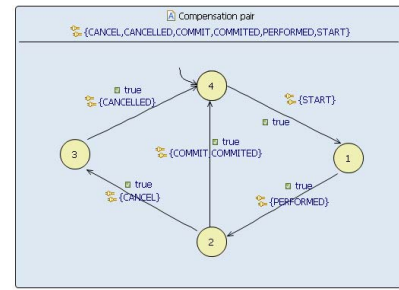 Compensation pair
{CANCEL,CANCELLED,COMMIT,COMMITED,PERFORMED,START}
4
true
{CANCELLED}
{START}
true
3
true
{COMMIT,COMMITED}
1
true
{CANCEL}
true
{PERFORMED}
2